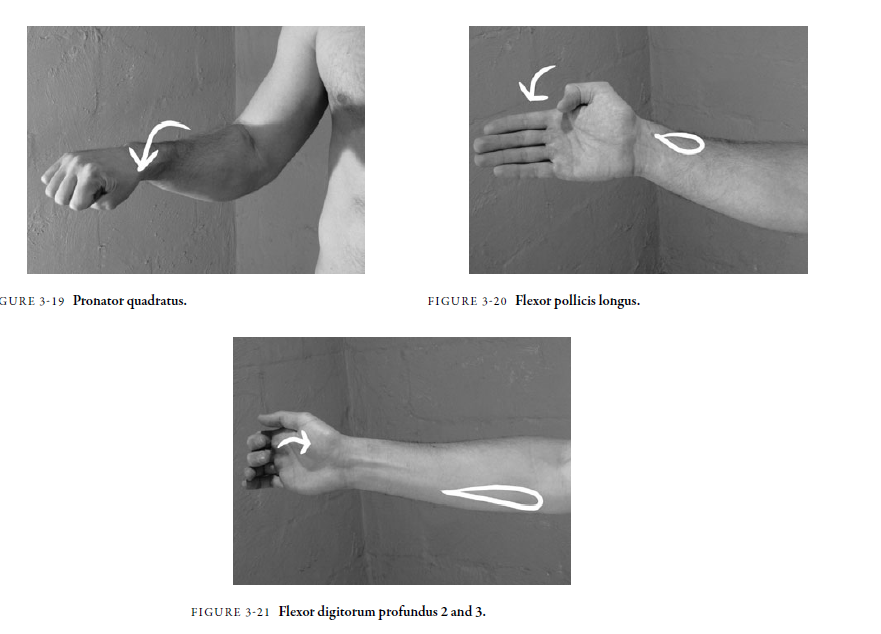 GURE 3-19 Pronator quadratus.
FIGURE 3-20 Flexor pollicis longus.
FIGURE 3-21 Flexor digitorum profundus 2 and 3.